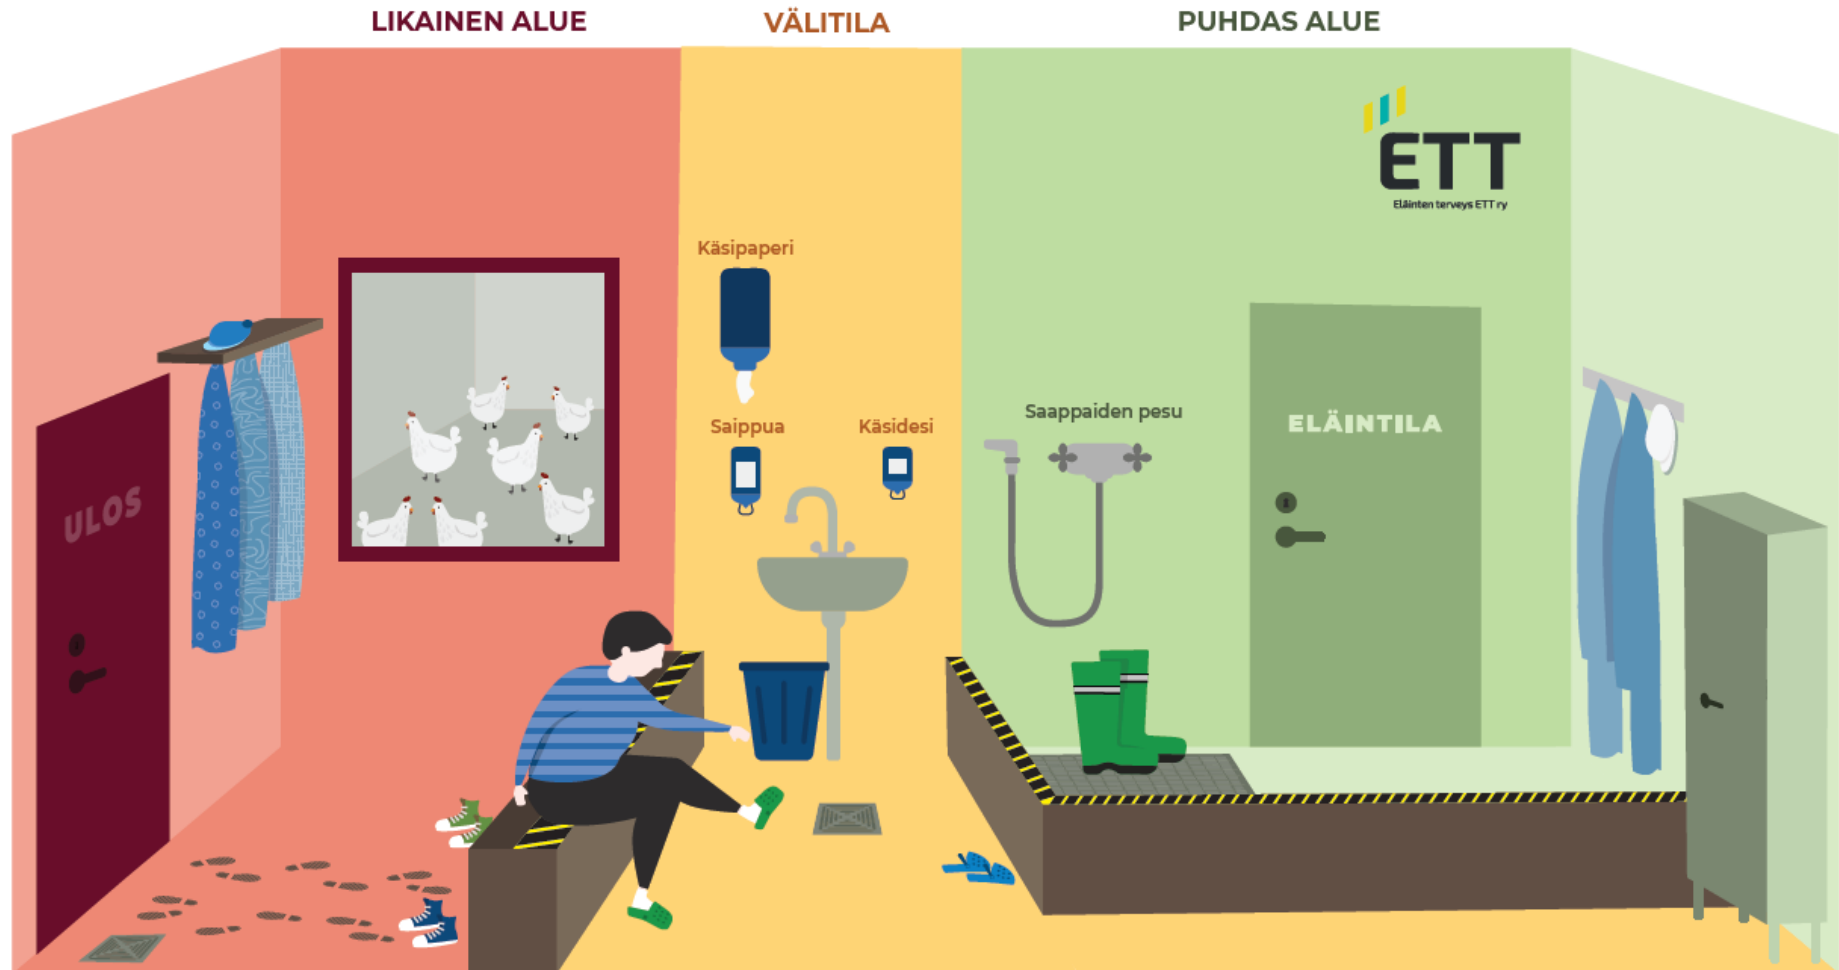 LIKAINEN ALUE
VÄLITILA
PUHDAS ALUE
ETT
Eläinten terveys ETT ry
Käsipaperi
Saippua
Käsidesi
Saappaiden pesu
ELÄINTILA
ULOS